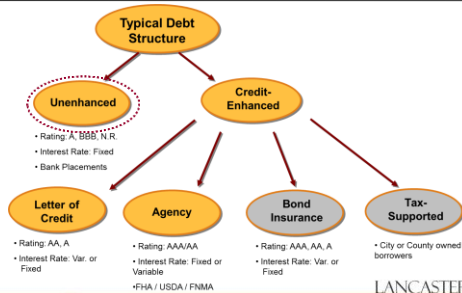 Typical Debt
Structure
Unenhanced
Credit-
Enhanced
• Rating: A, BBB, N.R.
• Interest Rate: Fixed
• Bank Placements
Letter of
Credit
Agency
Bond
Insurance
Tax-
Supported
• Rating: AA, A
• Interest Rate: Var. or
Fixed
• Rating: AAA/AA
• Interest Rate: Fixed or
Variable
•FHA / USDA / FNMA
• Rating: AAA, AA, A
• Interest Rate: Var. or
Fixed
• City or County owned
borrowers
LANCASTER